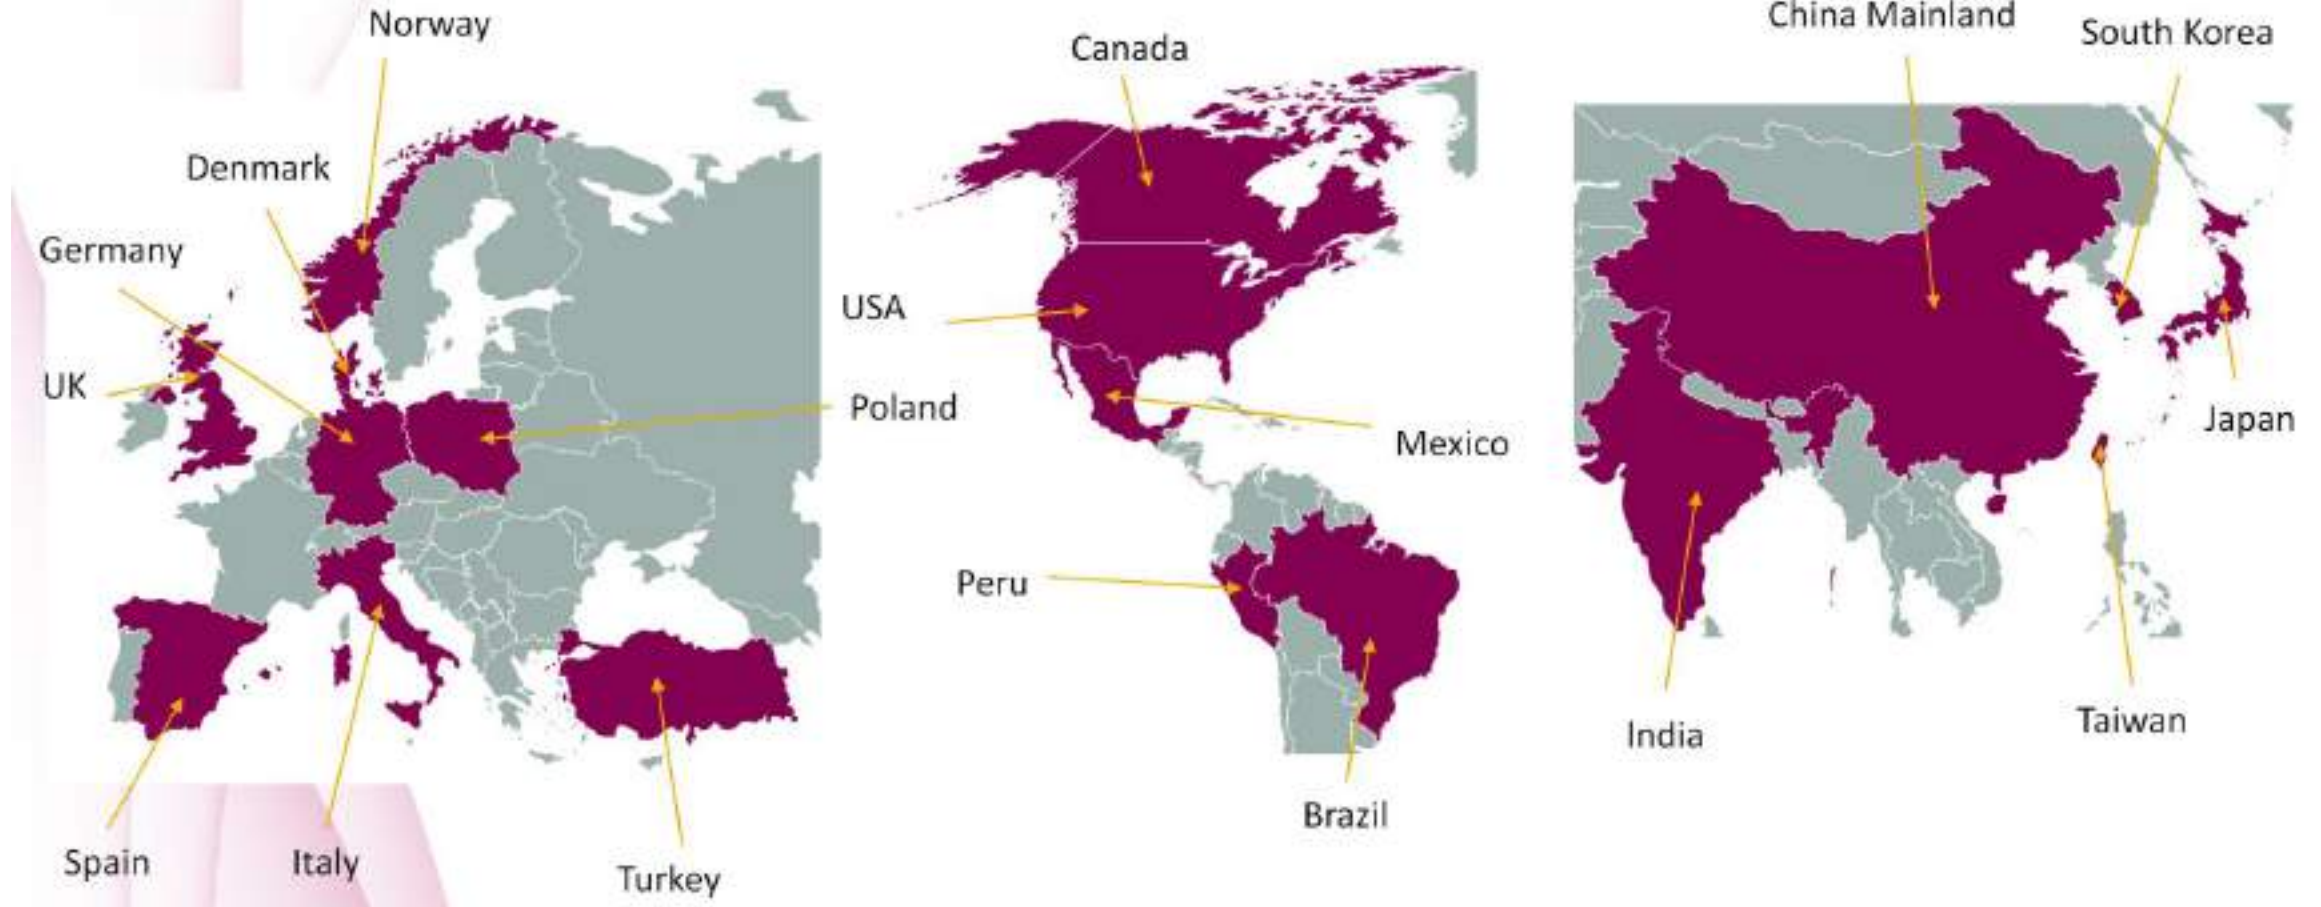 Norway
Denmark
Germany
UK
Poland
Spain
Italy
Turkey
Canada
USA
Mexico
Peru
Brazil
China Mainland
South Korea
Japan
India
Taiwan